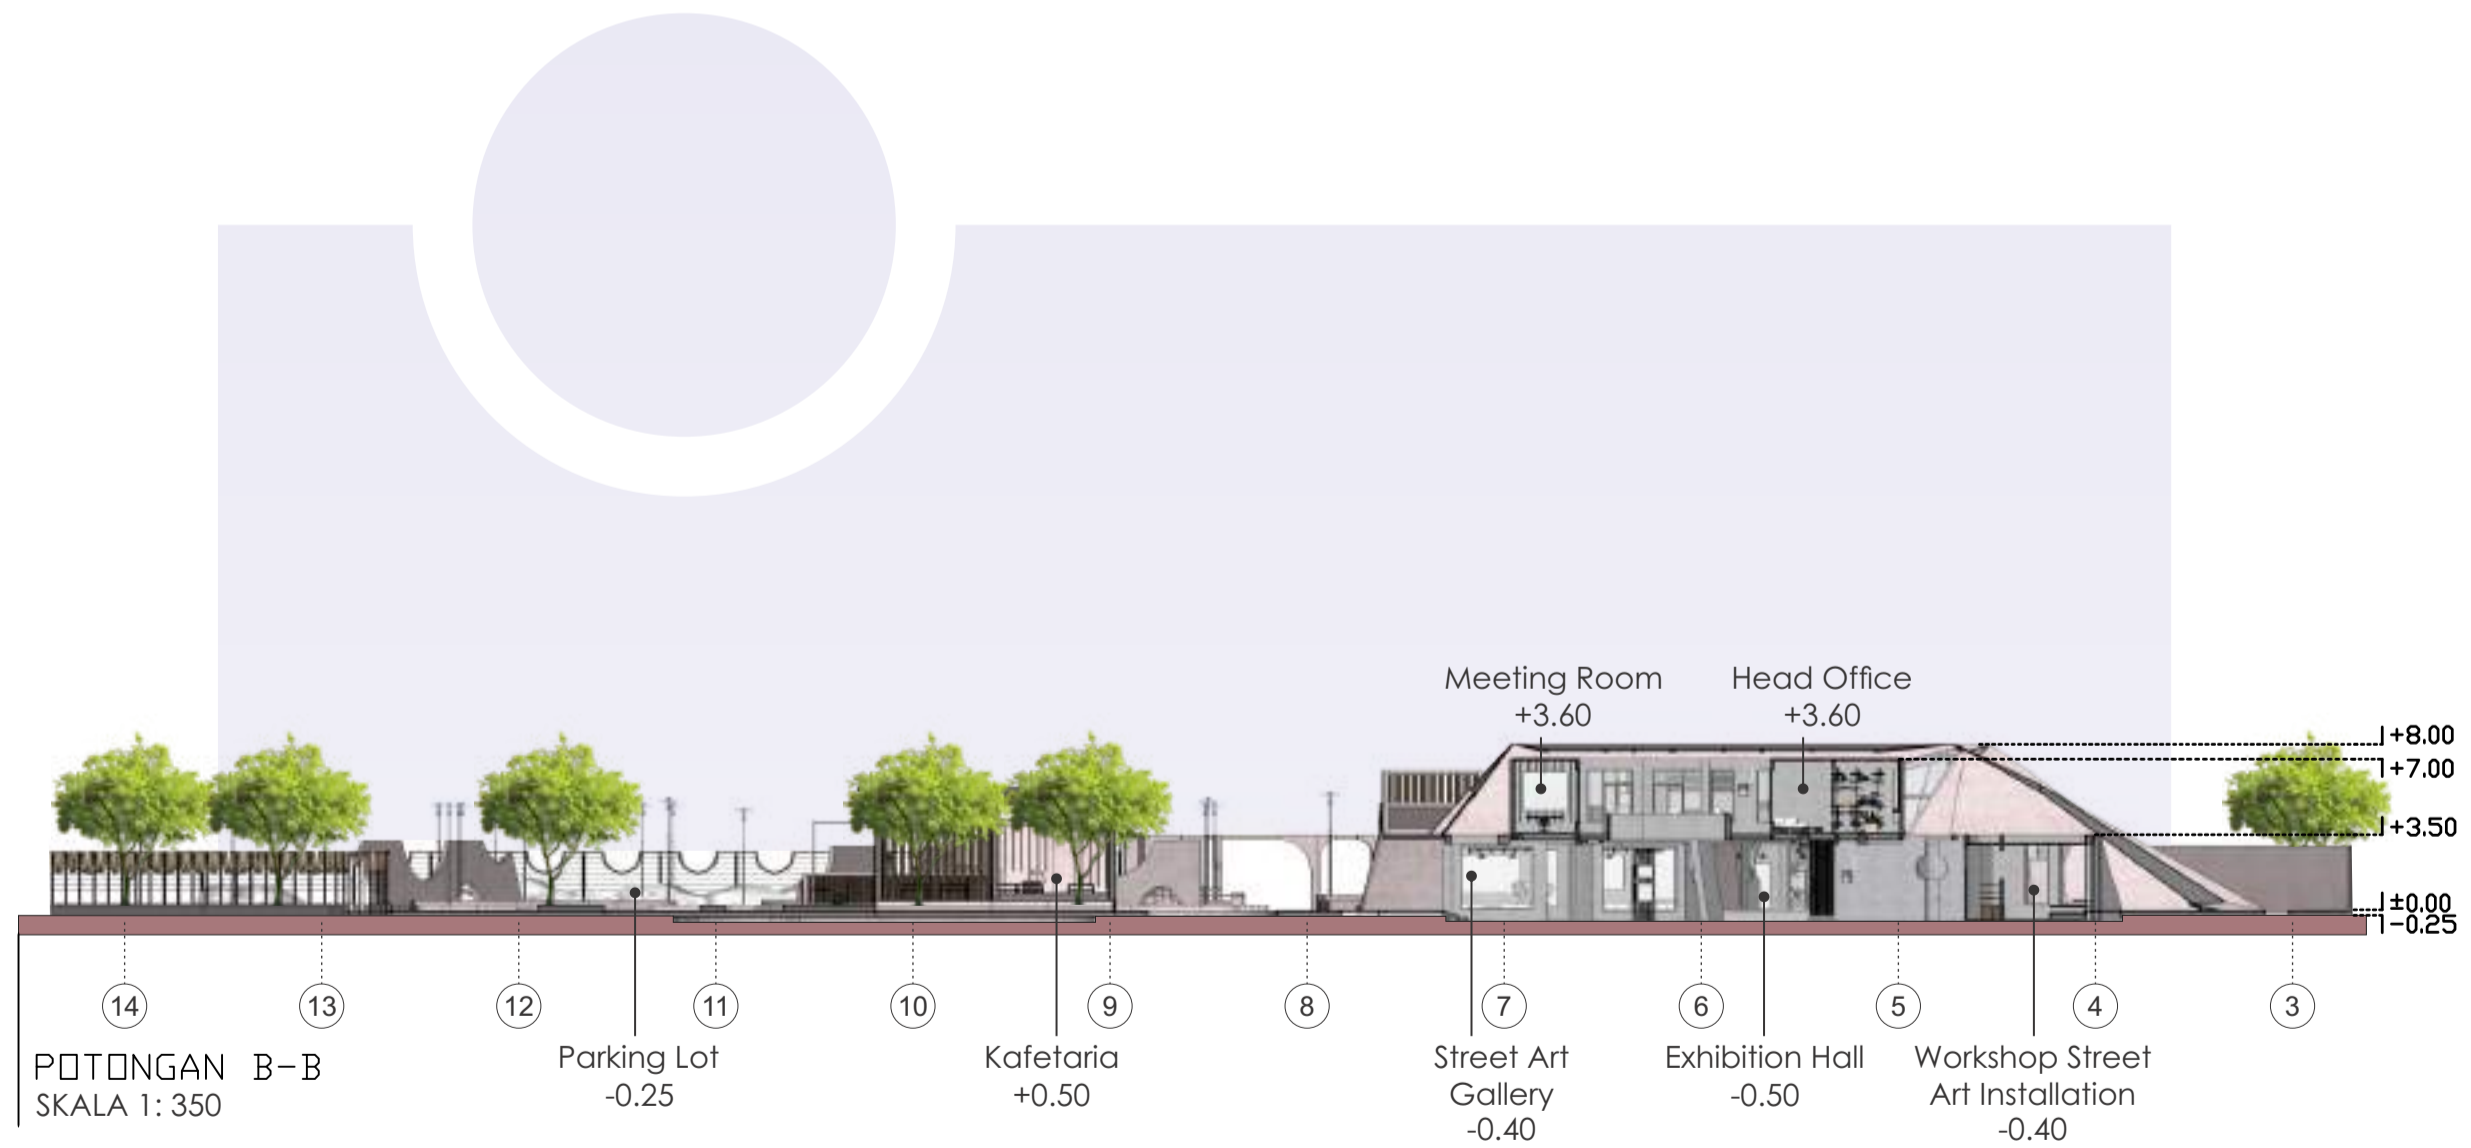 Meeting Room
+3.60
Head Office
+3.60
+8.00
+7.00
+3.50
±0.00
-0.25
14
13
12
11
10
9
8
7
6
5
4
3
POTONGAN B-B
SKALA 1: 350
Parking Lot
-0.25
Kafetaria
+0.50
Street Art
Gallery
-0.40
Exhibition Hall
-0.50
Workshop Street
Art Installation
-0.40